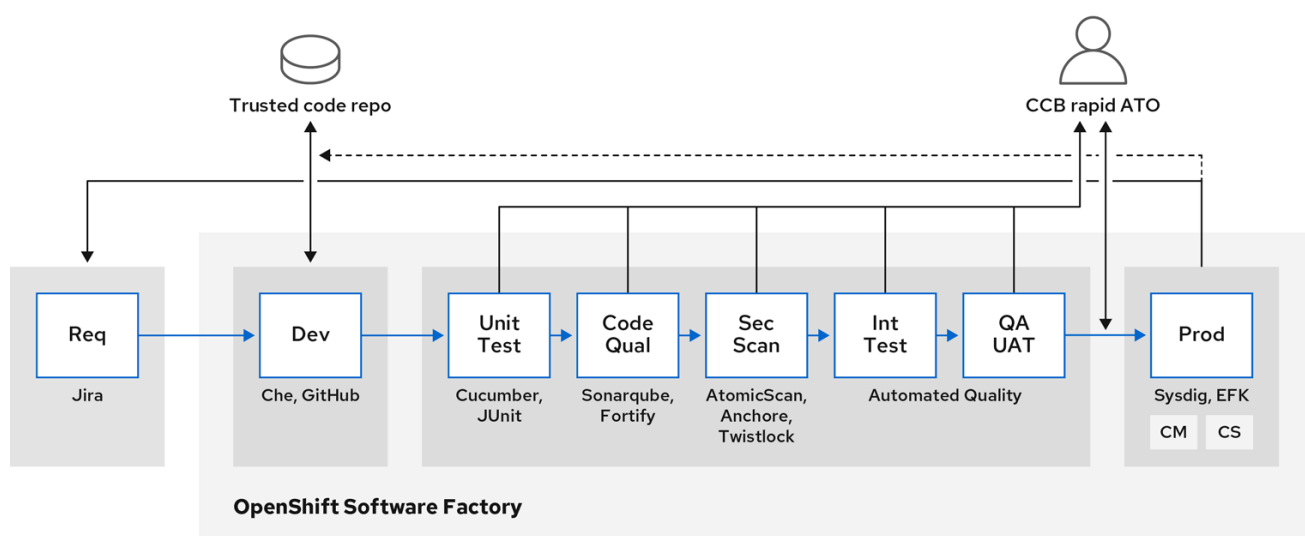 Trusted code repo
CCB rapid ATO
Req
Dev
Unit
Test
Code
Qual
Sec
Scan
Int
Test
QA
UAT
Prod
Jira
Che, GitHub
Cucumber,
JUnit
Sonarqube,
Fortify
AtomicScan,
Anchore,
Twistlock
Automated Quality
Sysdig, EFK
CM
CS
OpenShift Software Factory